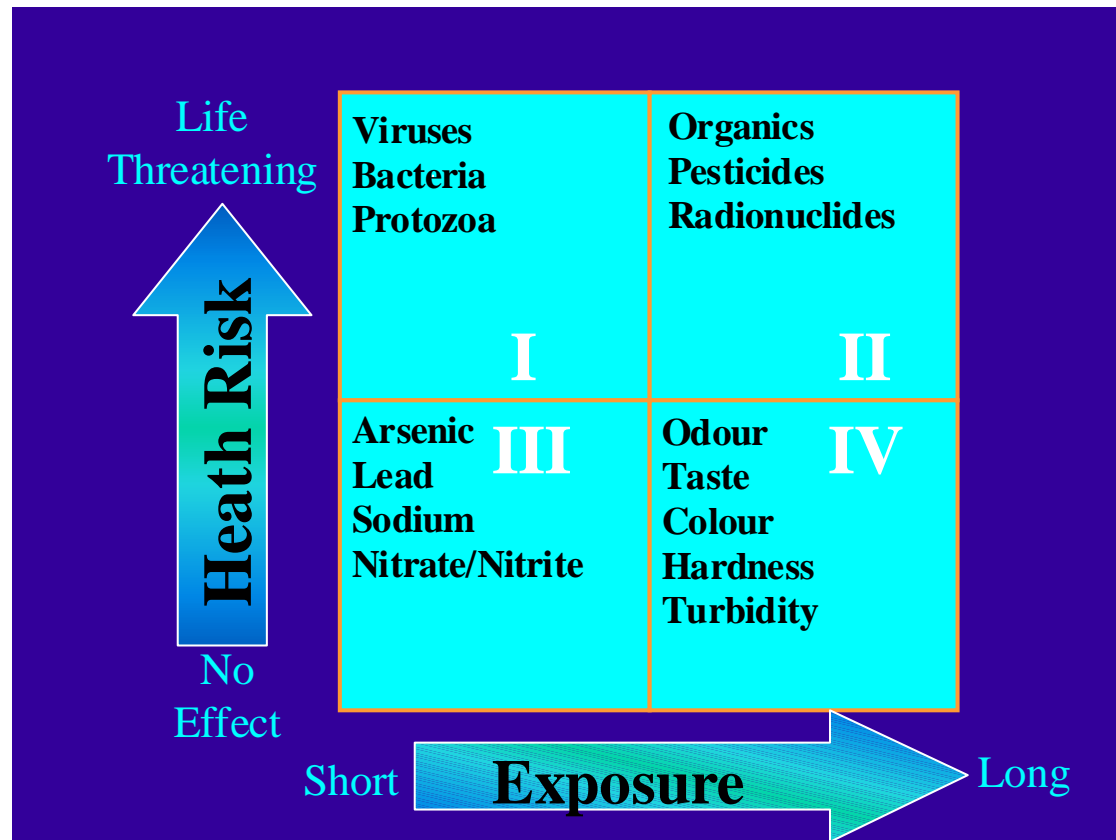 Life
Threatening
Heath Risk
No
Effect
Viruses
Bacteria
Protozoa
I
Organics
Pesticides
Radionuclides
II
Arsenic
Lead
Sodium
Nitrate/Nitrite
III
Odour
Taste
Colour
Hardness
Turbidity
IV
Short
Exposure
Long